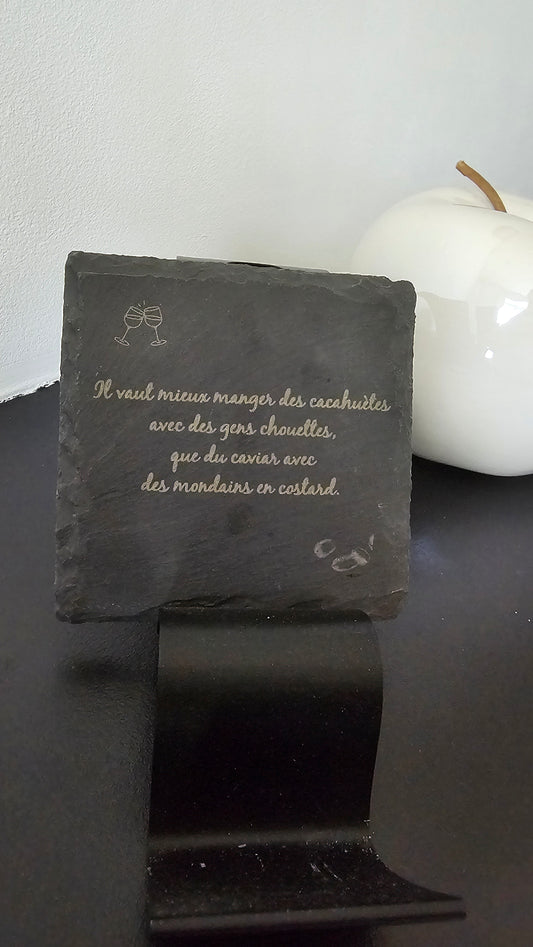 Il vaut mieux manger des cacahuètes
avec des gens chouettes,
que du caviar avec
des mondains en costard.